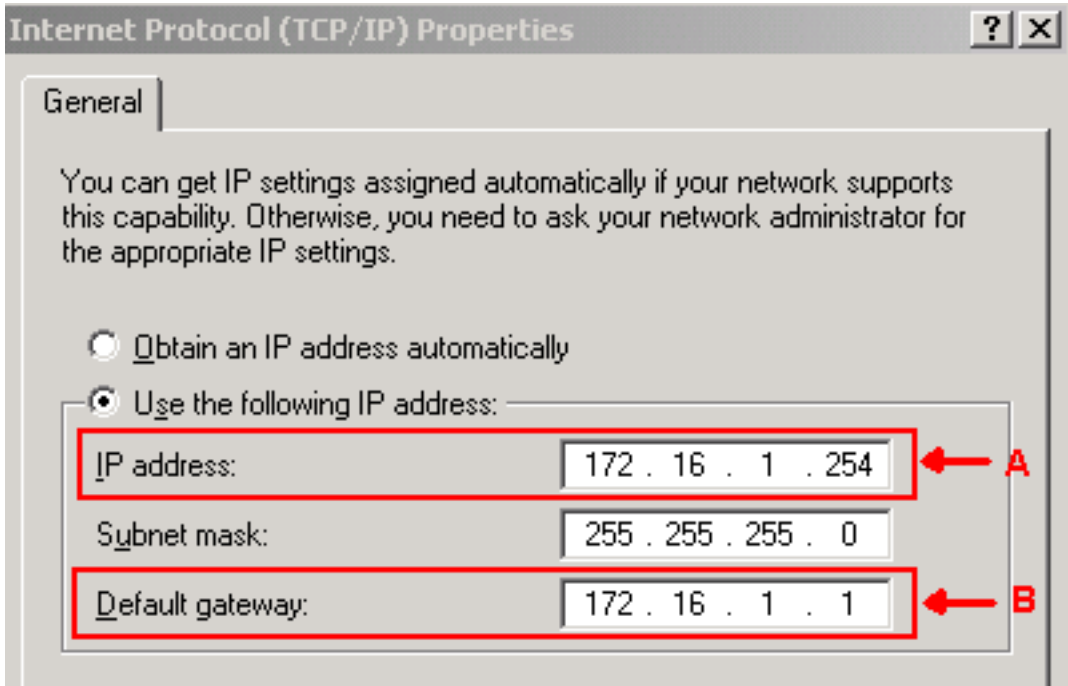 Internet Protocol (TCP/IP) Properties ? X
General
You can get IP settings assigned automatically if your network supports
this capability. Otherwise, you need to ask your network administrator for
the appropriate IP settings.
Obtain an IP address automatically
Use the following IP address:
IP address: 172 . 16 . 1 . 254 A
Subnet mask: 255 . 255 . 255 . 0
Default gateway: 172 . 16 . 1 . 1 B